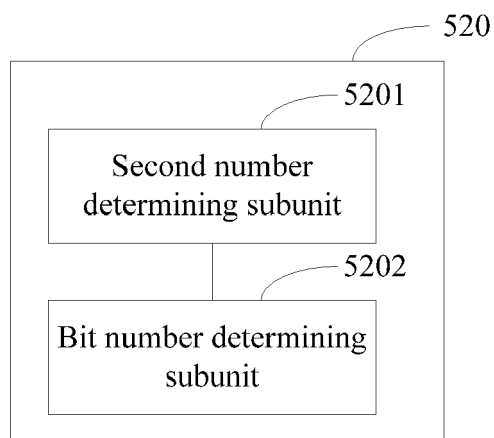 520
5201
Second number
determining subunit
5202
Bit number determining
subunit